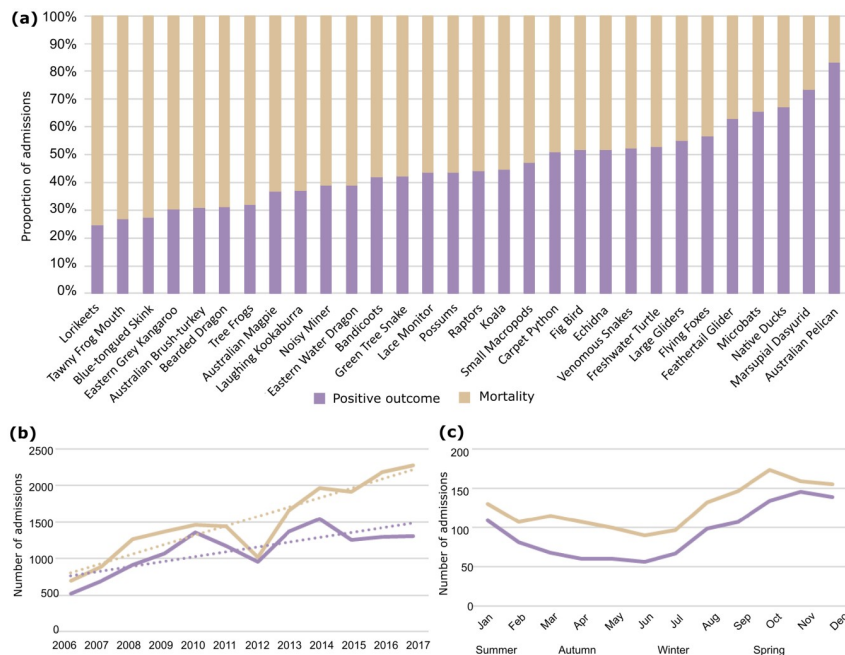 (a)
Proportion of admissions
100%
90%
80%
70%
60%
50%
40%
30%
20%
10%
0%
Lorikeets
Tawny Frog Mouth
Blue-tongued Skink
Eastern Grey Kangaroo
Australian Brush-turkey
Bearded Dragon
Tree Frogs
Australian Magpie
Laughing Kookaburra
Noisy Miner
Eastern Water Dragon
Bandicoots
Green Tree Snake
Lace Monitor
Possums
Raptors
Koala
Small Macropods
Carpet Python
Fig Bird
Echidna
Venomous Snakes
Freshwater Turtle
Large Gliders
Flying Foxes
Feathertail Glider
Microbats
Native Ducks
Marsupial Dasyurid
Australian Pelican
Positive outcome Mortality
(b)
Number of admissions
2500
2000
1500
1000
500
0
2006 2007 2008 2009 2010 2011 2012 2013 2014 2015 2016 2017
(c)
Number of admissions
200
150
100
50
0
Jan Feb Mar Apr May Jun Jul Aug Sep Oct Nov Dec
Summer Autumn Winter Spring